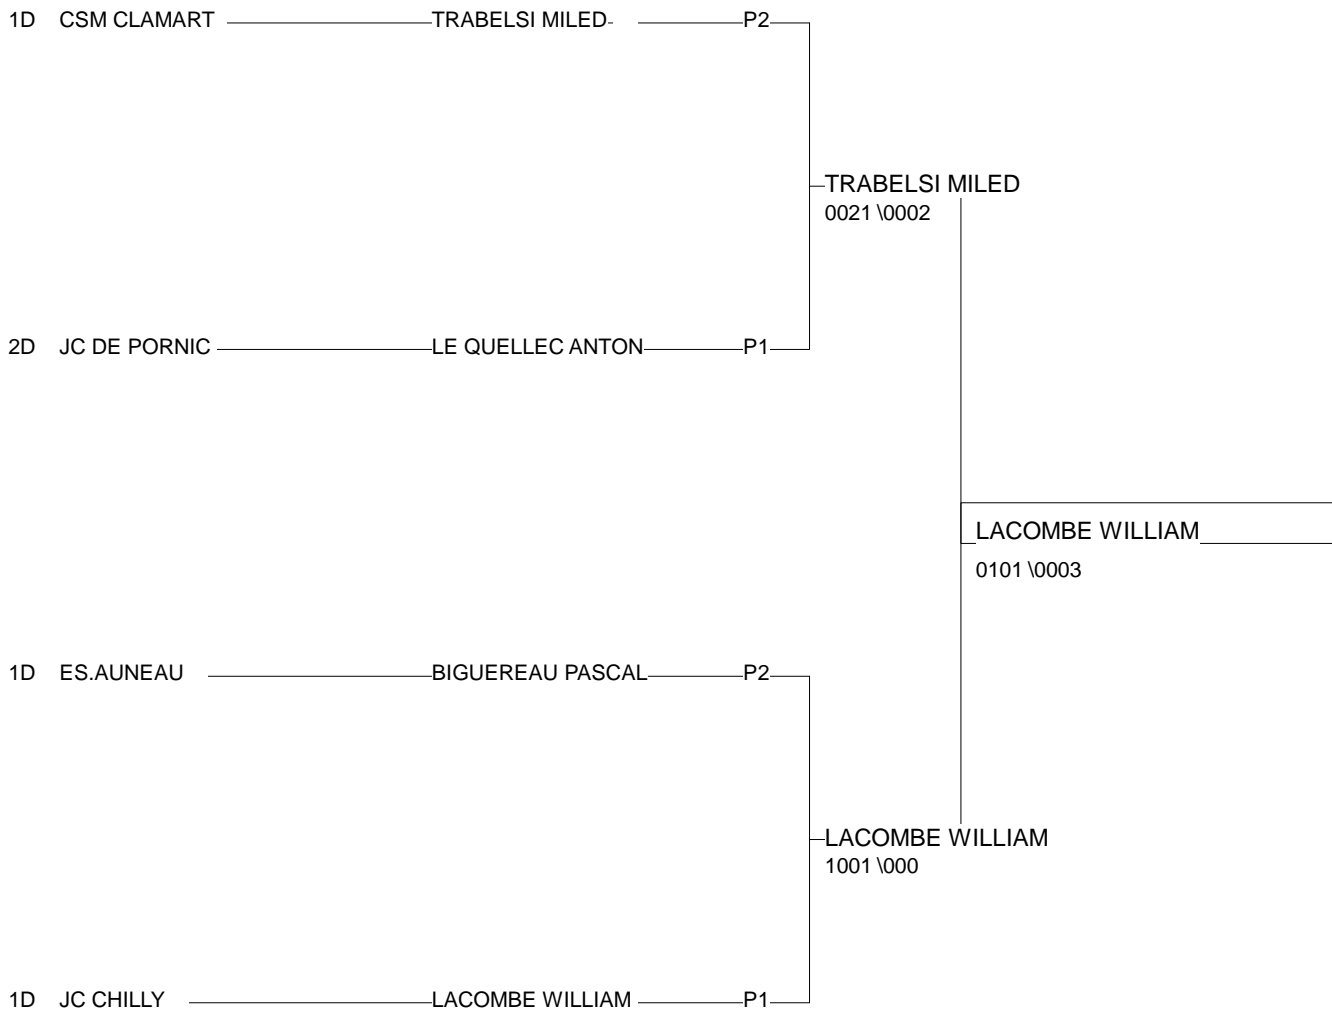 1D CSM CLAMART TRABELSI MILED P2
TRABELSI MILED
0021 \0002
2D JC DE PORNIC LE QUELLEC ANTON P1
LACOMBE WILLIAM
0101 \0003
1D ES.AUNEAU BIGUEREAU PASCAL P2
LACOMBE WILLIAM
1001 \000
1D JC CHILLY LACOMBE WILLIAM P1